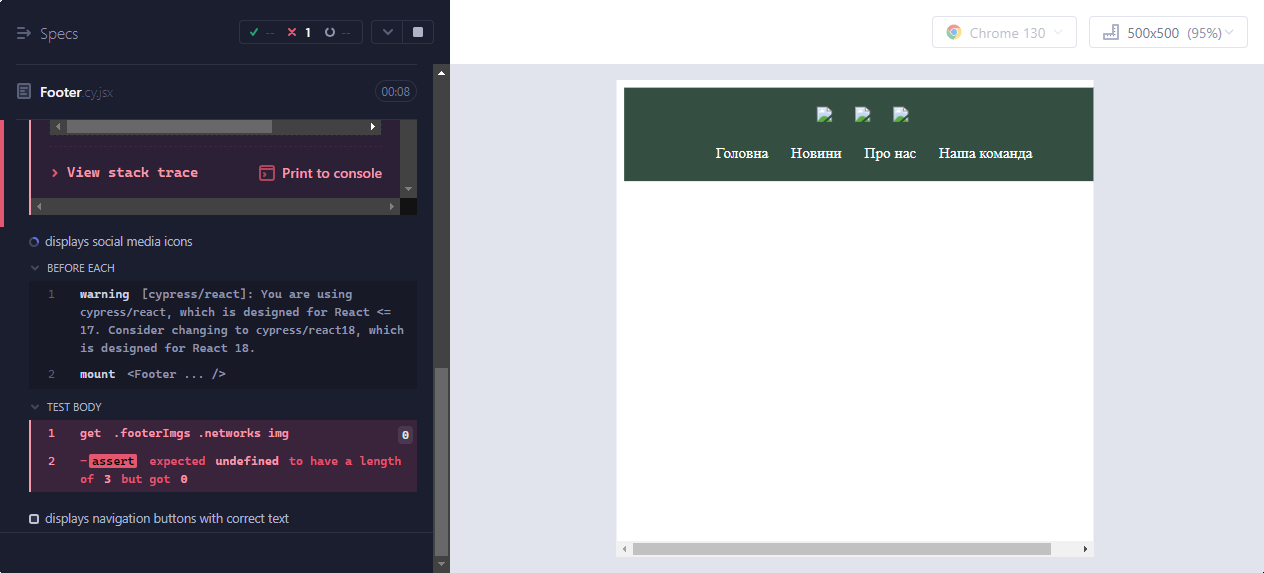 Specs
-- 1 --
Chrome 130
500x500 (95%)
Footer.cy.jsx
00:08
View stack trace
Print to console
displays social media icons
BEFORE EACH
1 warning [cypress/react]: You are using
cypress/react, which is designed for React <=
17. Consider changing to cypress/react18, which
is designed for React 18.
2 mount <Footer ... />
TEST BODY
1 get .footerImgs .networks img 0
2 -assert expected undefined to have a length
of 3 but got 0
displays navigation buttons with correct text
Головна Новини Про нас Наша команда